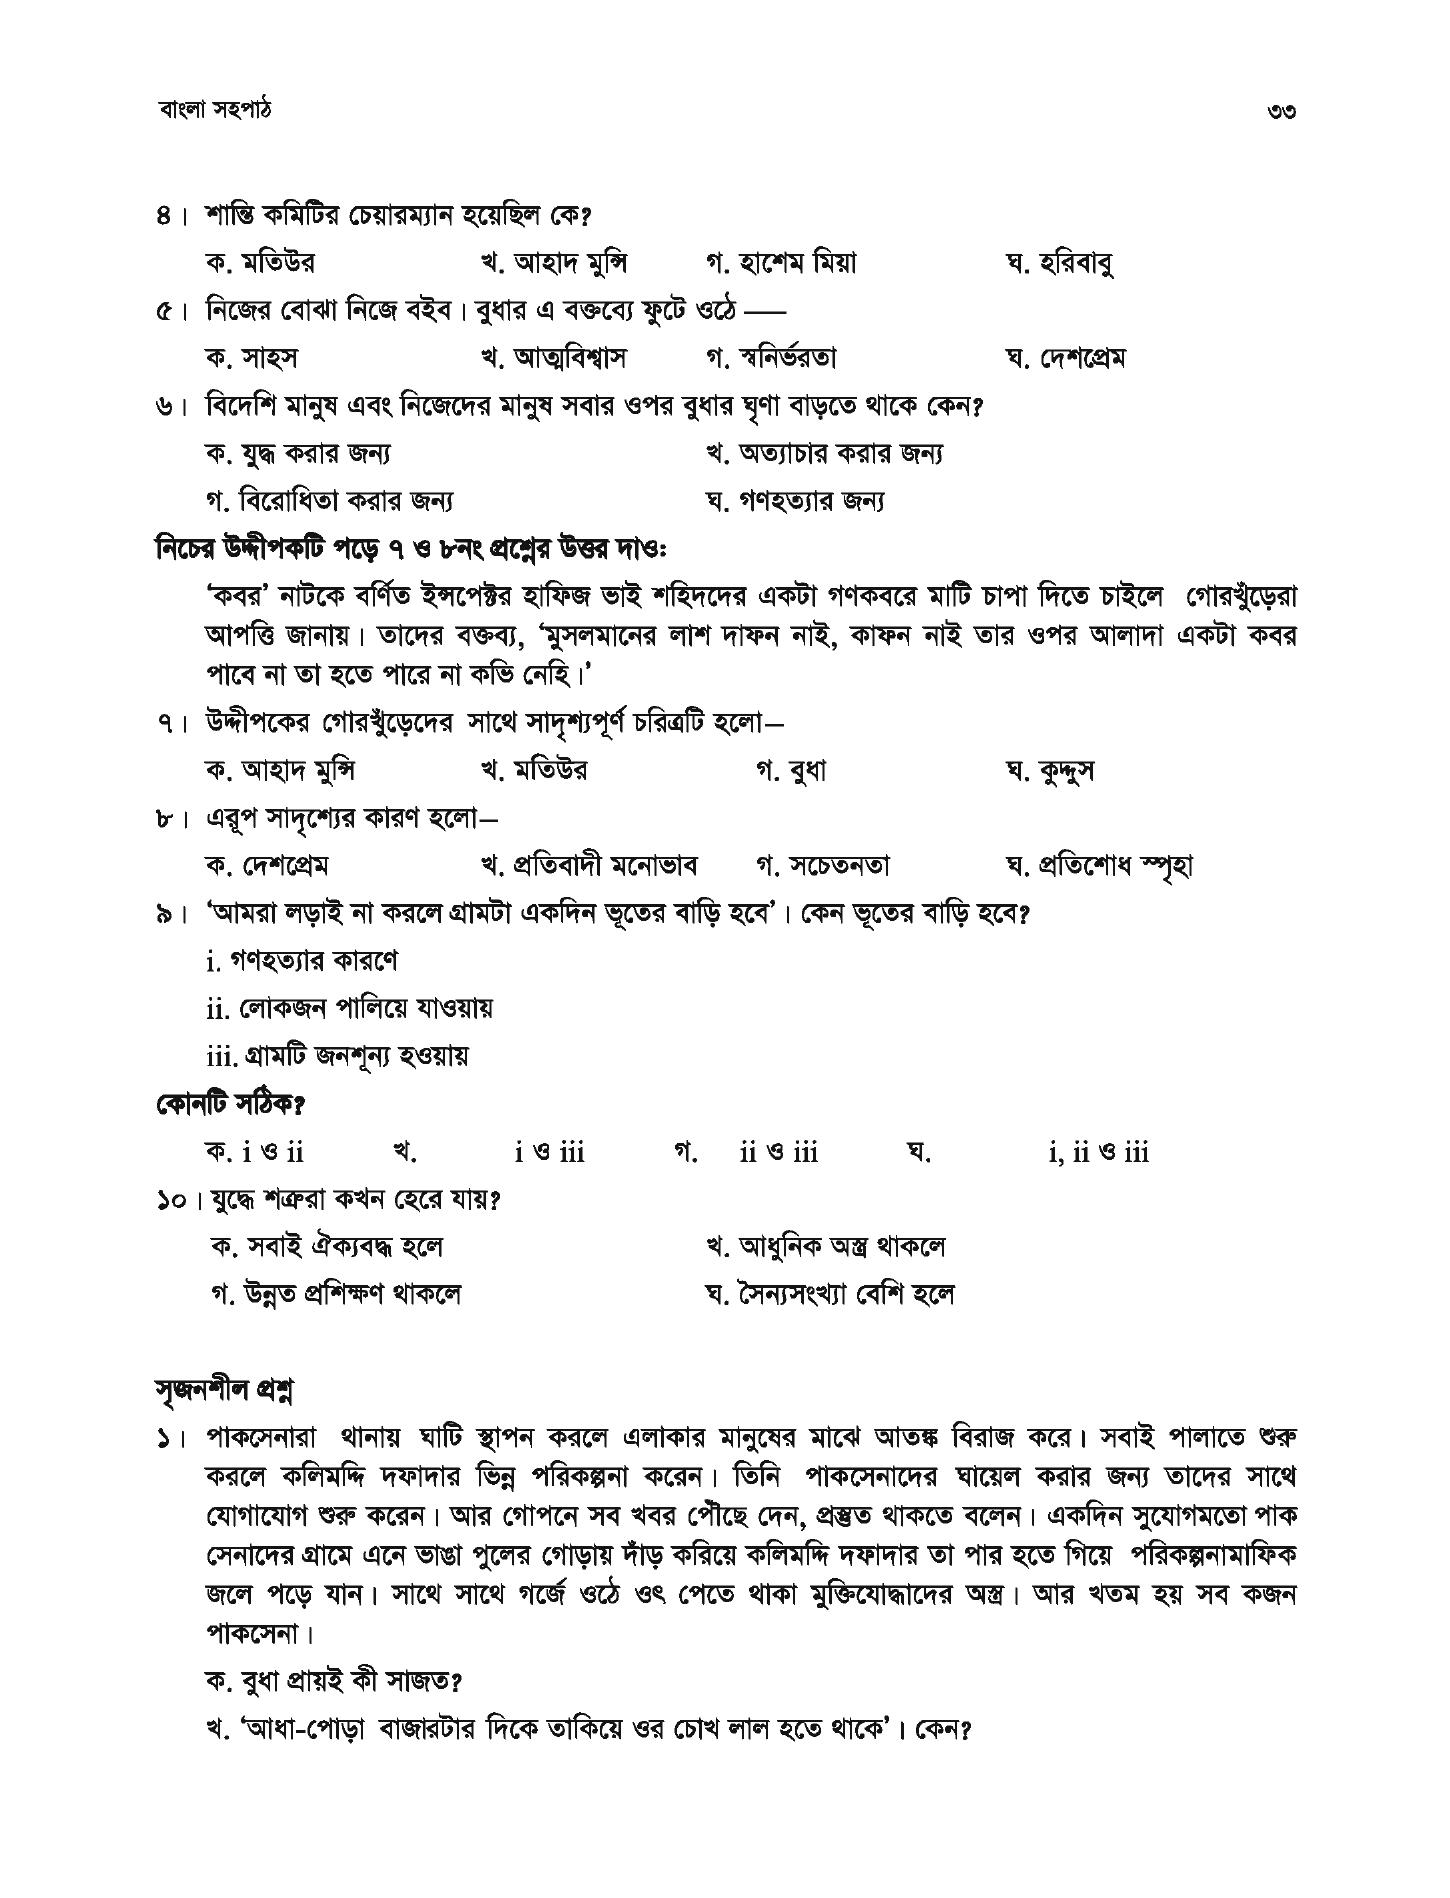 বাংলা সহপাঠ ৩৩
৪। শান্তি কমিটির চেয়ারম্যান হয়েছিল কে?
ক. মতিউর খ. আহাদ মুন্সি গ. হাশেম মিয়া ঘ. হরিবাবু
৫। নিজের বোঝা নিজে বইব। বুধার এ বক্তব্যে ফুটে ওঠে —–
ক. সাহস খ. আত্মবিশ্বাস গ. স্বনির্ভরতা ঘ. দেশপ্রেম
৬। বিদেশি মানুষ এবং নিজেদের মানুষ সবার ওপর বুধার ঘৃণা বাড়তে থাকে কেন?
ক. যুদ্ধ করার জন্য খ. অত্যাচার করার জন্য
গ. বিরোধিতা করার জন্য ঘ. গণহত্যার জন্য
নিচের উদ্দীপকটি পড়ে ৭ ও ৮নং প্রশ্নের উত্তর দাও:
‘কবর’ নাটকে বর্ণিত ইন্সপেক্টর হাফিজ ভাই শহিদদের একটা গণকবরে মাটি চাপা দিতে চাইলে গোরখুঁড়েরা
আপত্তি জানায়। তাদের বক্তব্য, ‘মুসলমানের লাশ দাফন নাই, কাফন নাই তার ওপর আলাদা একটা কবর
পাবে না তা হতে পারে না কভি নেহি।’
৭। উদ্দীপকের গোরখুঁড়েদের সাথে সাদৃশ্যপূর্ণ চরিত্রটি হলো–
ক. আহাদ মুন্সি খ. মতিউর গ. বুধা ঘ. কুদ্দুস
৮। এরূপ সাদৃশ্যের কারণ হলো–
ক. দেশপ্রেম খ. প্রতিবাদী মনোভাব গ. সচেতনতা ঘ. প্রতিশোধ স্পৃহা
৯। ‘আমরা লড়াই না করলে গ্রামটা একদিন ভূতের বাড়ি হবে’। কেন ভূতের বাড়ি হবে?
i. গণহত্যার কারণে
ii. লোকজন পালিয়ে যাওয়ায়
iii. গ্রামটি জনশূন্য হওয়ায়
কোনটি সঠিক?
ক. i ও ii খ. i ও iii গ. ii ও iii ঘ. i, ii ও iii
১০। যুদ্ধে শত্রুরা কখন হেরে যায়?
ক. সবাই ঐক্যবদ্ধ হলে খ. আধুনিক অস্ত্র থাকলে
গ. উন্নত প্রশিক্ষণ থাকলে ঘ. সৈন্যসংখ্যা বেশি হলে
সৃজনশীল প্রশ্ন
১। পাকসেনারা থানায় ঘাটি স্থাপন করলে এলাকার মানুষের মাঝে আতঙ্ক বিরাজ করে। সবাই পালাতে শুরু
করলে কলিমদ্দি দফাদার ভিন্ন পরিকল্পনা করেন। তিনি পাকসেনাদের ঘায়েল করার জন্য তাদের সাথে
যোগাযোগ শুরু করেন। আর গোপনে সব খবর পৌঁছে দেন, প্রস্তুত থাকতে বলেন। একদিন সুযোগমতো পাক
সেনাদের গ্রামে এনে ভাঙা পুলের গোড়ায় দাঁড় করিয়ে কলিমদ্দি দফাদার তা পার হতে গিয়ে পরিকল্পনামাফিক
জলে পড়ে যান। সাথে সাথে গর্জে ওঠে ওৎ পেতে থাকা মুক্তিযোদ্ধাদের অস্ত্র। আর খতম হয় সব কজন
পাকসেনা।
ক. বুধা প্রায়ই কী সাজত?
খ. ‘আধা-পোড়া বাজারটার দিকে তাকিয়ে ওর চোখ লাল হতে থাকে’। কেন?